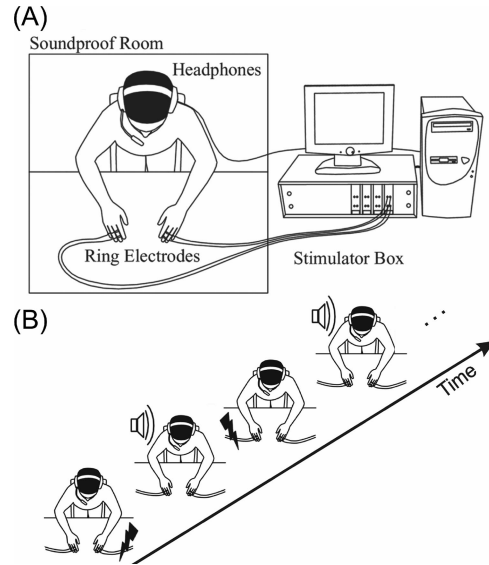 (A)
Soundproof Room
Headphones
Ring Electrodes
Stimulator Box
(B)
...
Time